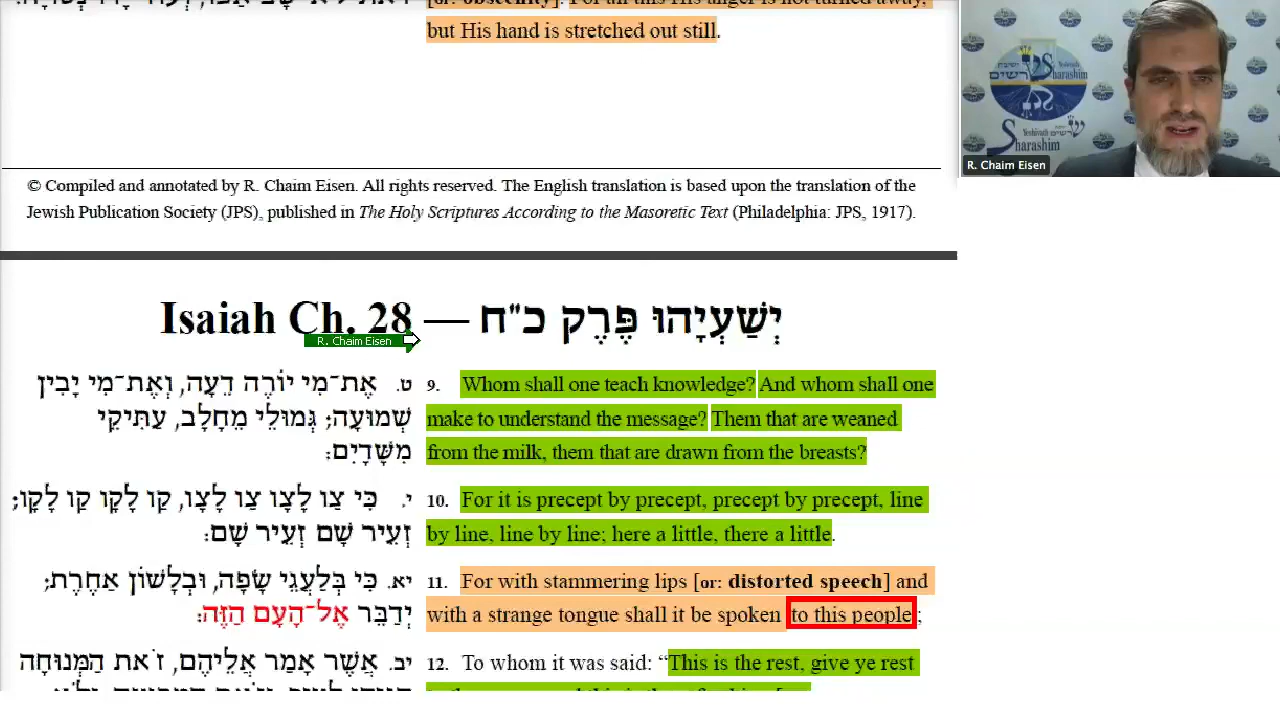 but His hand is stretched out still.
© Compiled and annotated by R. Chaim Eisen. All rights reserved. The English translation is based upon the translation of the
Jewish Publication Society (JPS), published in The Holy Scriptures According to the Masoretic Text (Philadelphia: JPS, 1917).
Isaiah Ch. 28 — יְשַׁעְיָהוּ פֶּרֶק כ"ח
R. Chaim Eisen
ט. אֶת־מִי יוֹרֶה דֵעָה, וְאֶת־מִי יָבִין
שְׁמוּעָה; גְּמוּלֵי מֵחָלָב, עַתִּיקֵי
מִשָּׁדָיִם:
9. Whom shall one teach knowledge? And whom shall one
make to understand the message? Them that are weaned
from the milk, them that are drawn from the breasts?
י. כִּי צַו לָצָו צַו לָצָו, קַו לָקָו קַו לָקָו;
זְעֵיר שָׁם זְעֵיר שָׁם:
10. For it is precept by precept, precept by precept, line
by line, line by line; here a little, there a little.
יא. כִּי בְּלַעֲגֵי שָׂפָה, וּבְלָשׁוֹן אַחֶרֶת;
יְדַבֵּר אֶל־הָעָם הַזֶּה:
11. For with stammering lips [or: distorted speech] and
with a strange tongue shall it be spoken to this people;
יב. אֲשֶׁר אָמַר אֲלֵיהֶם, זֹאת הַמְּנוּחָה
12. To whom it was said: “This is the rest, give ye rest
Sharashim
ישיבת
שרשים
Yeshivath
Sharashim
R. Chaim Eisen